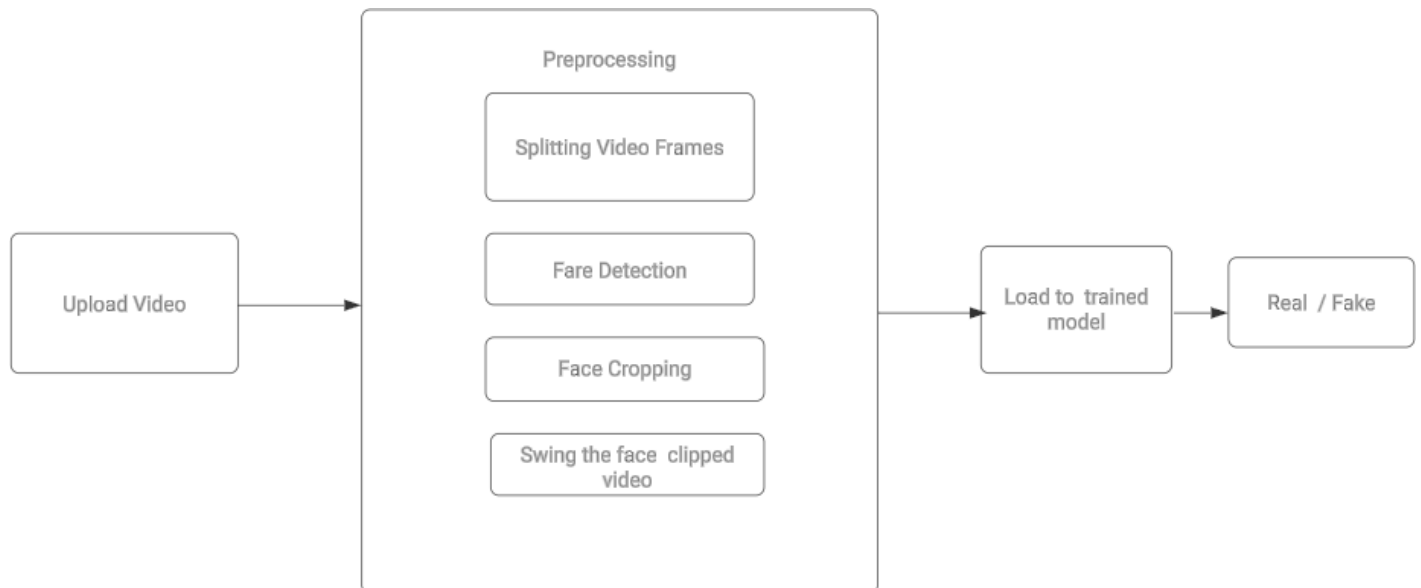 Preprocessing
Splitting Video Frames
Fare Detection
Upload Video
Load to trained
model
Real / Fake
Face Cropping
Swing the face clipped
video